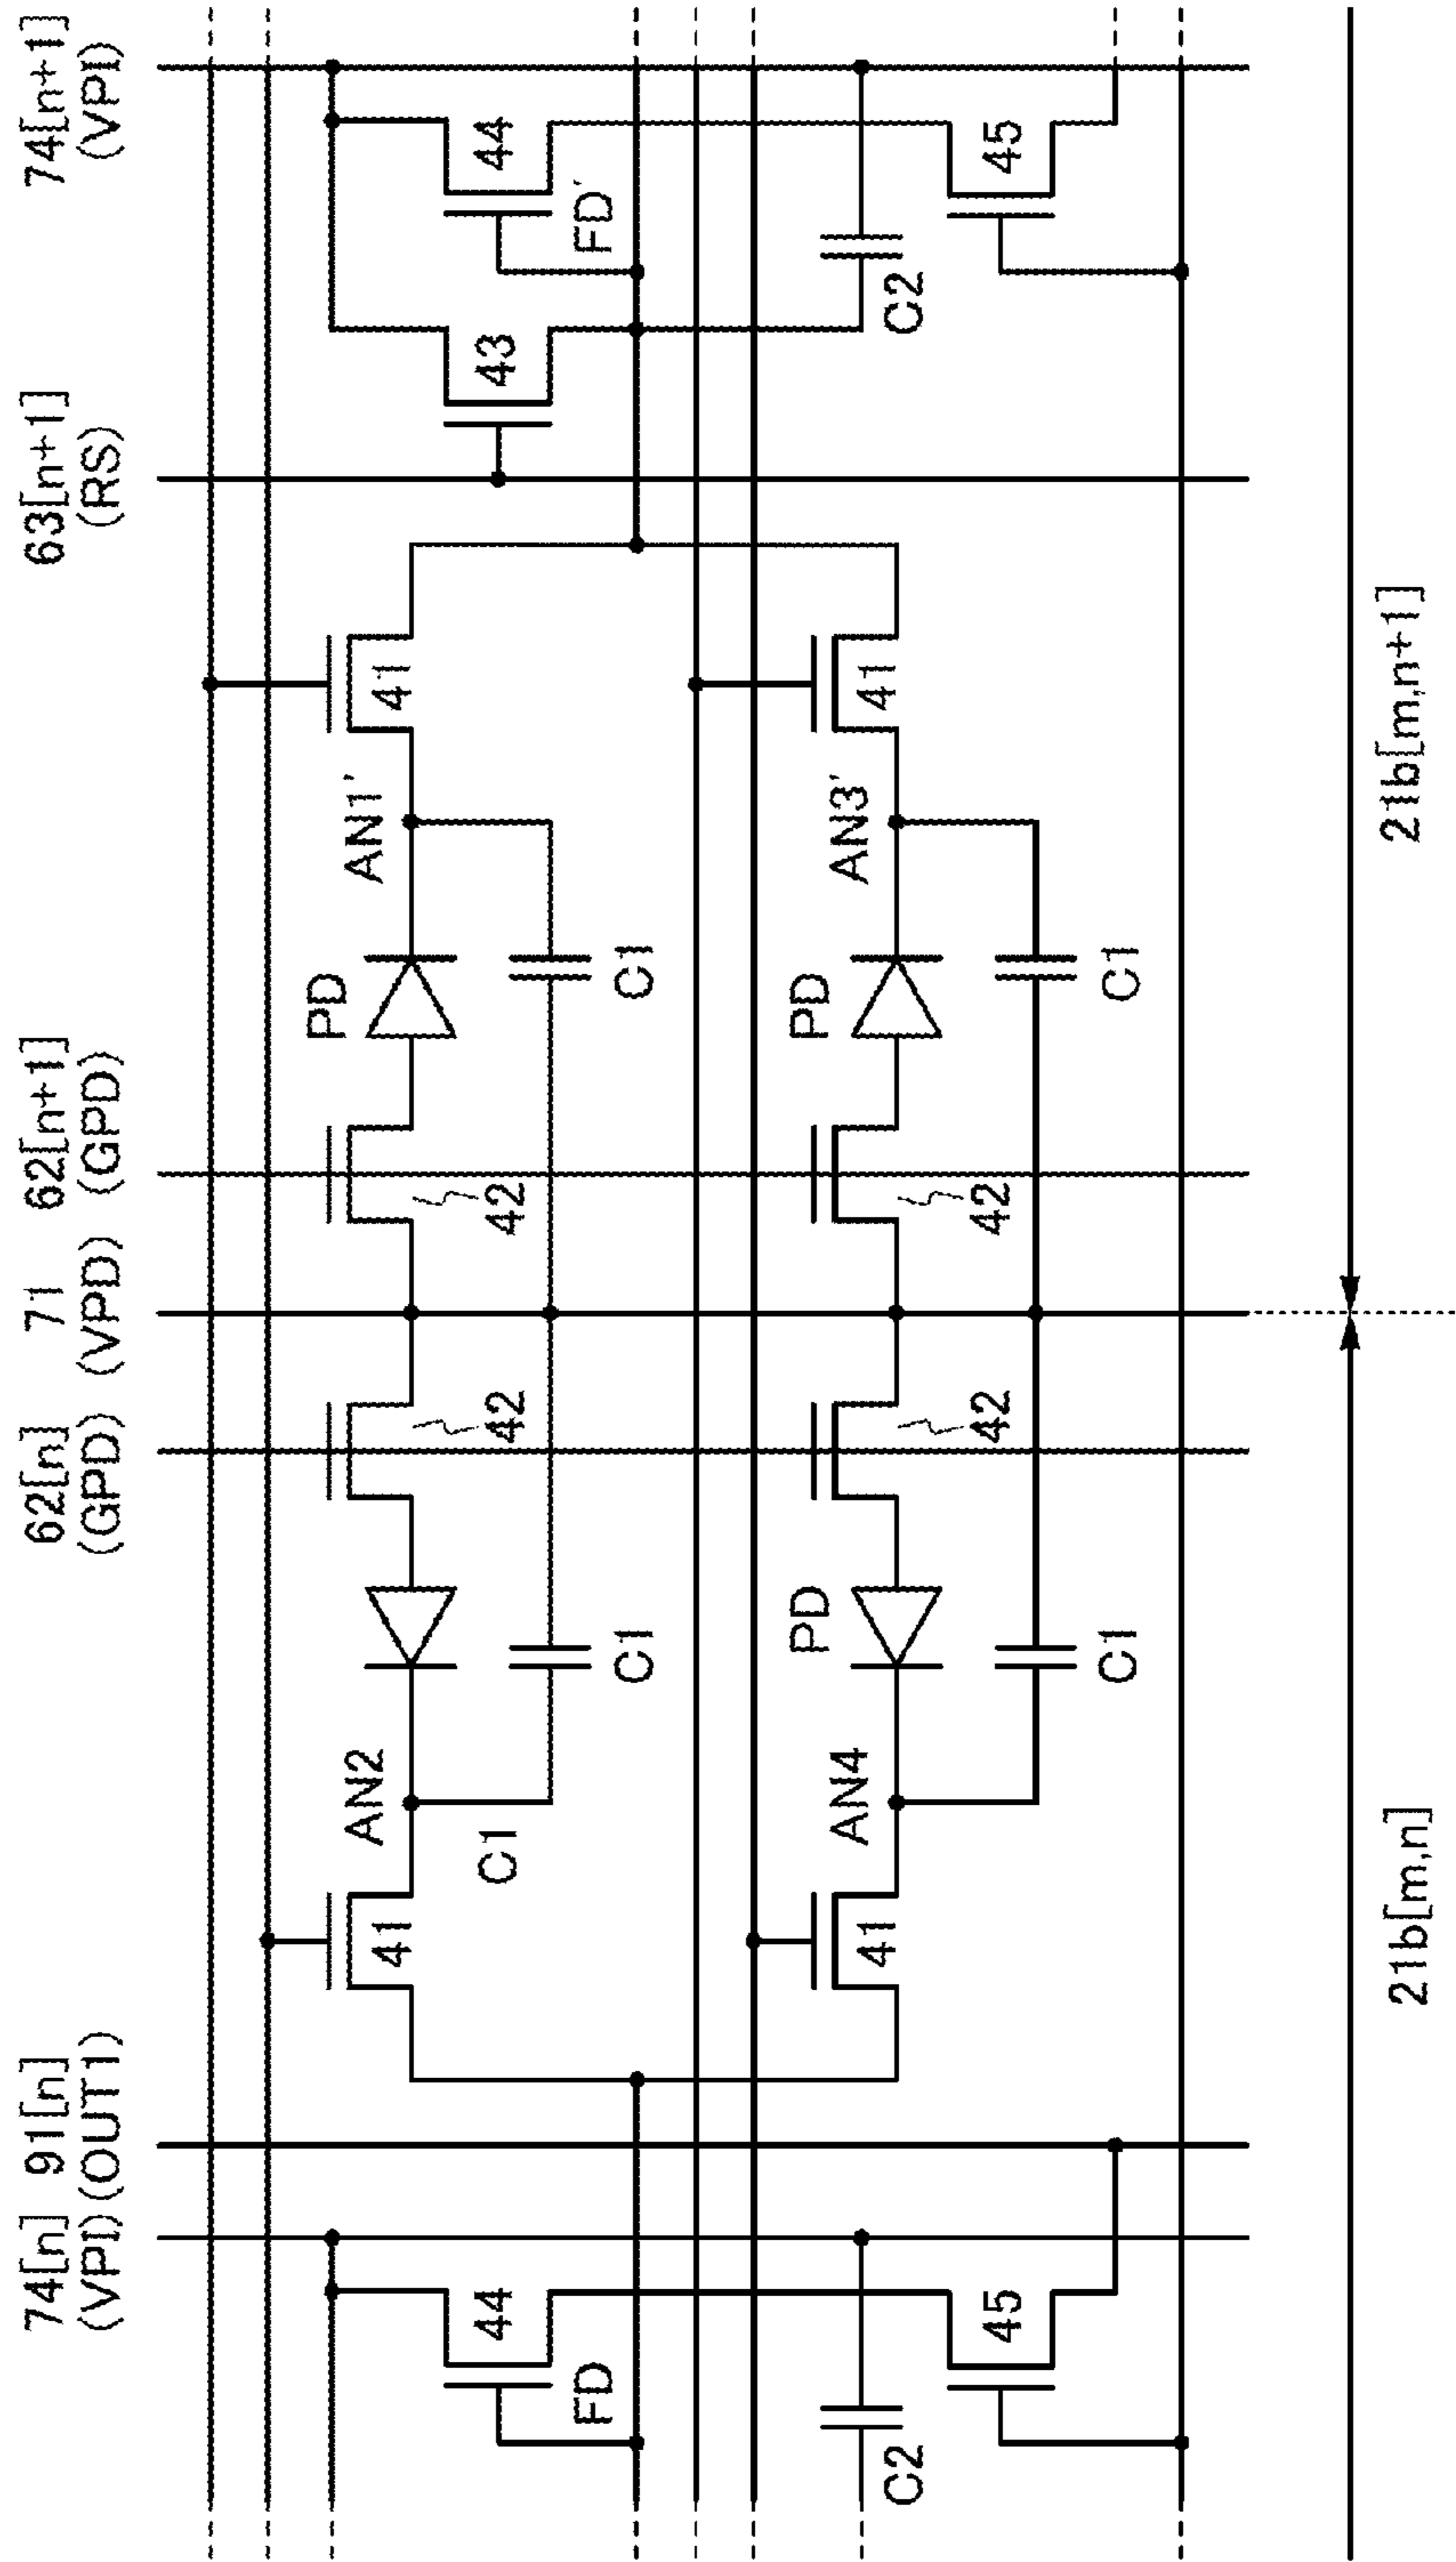 74[n] 91[n] 62[n] 71 62[n+1] 63[n+1] 74[n+1]
(VPI) (OUT1) (GPD) (VPD) (GPD) (RS) (VPI)
AN2 PD AN1'
44 41 42 42 41 43 44
C1
FD C1 C1 FD'
PD PD
AN4 AN3'
C2 41 42 42 41 C2
45 C1 C1 45
21b[m,n] 21b[m,n+1]